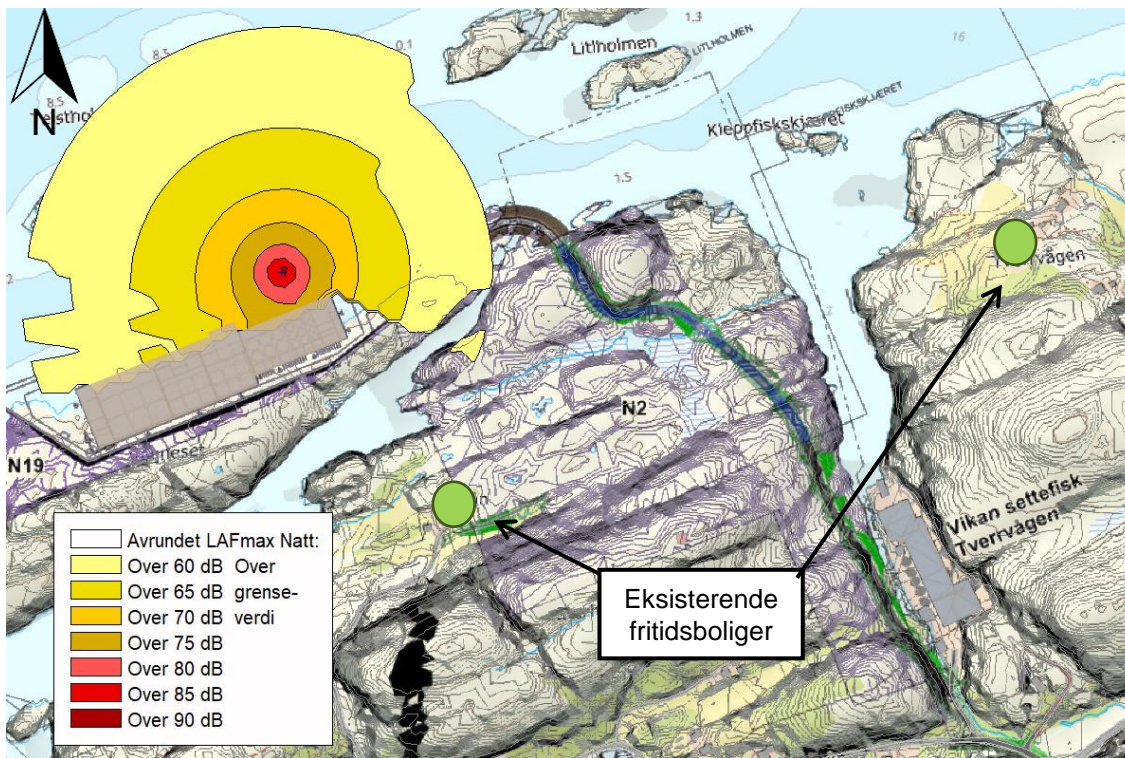 1.3
16
8.5
0.1
Litlholmen
LITLHOLMEN
8.5
N
Kleppfiskskjæret
1.5
2
N2
N19
Vikan settefisk
Tverrvågen
Eksisterende
fritidsboliger
Avrundet LAFmax Natt:
Over 60 dB Over
Over 65 dB grense-
Over 70 dB verdi
Over 75 dB
Over 80 dB
Over 85 dB
Over 90 dB